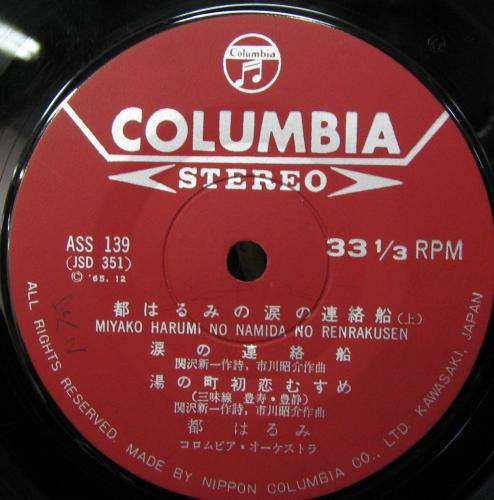 Columbia
COLUMBIA
STEREO
ASS 139
(JSD 351)
© '65.12
33 1/3 RPM
都はるみの涙の連絡船(上)
MIYAKO HARUMI NO NAMIDA NO RENRAKUSEN
涙の連絡船
関沢新一作詩, 市川昭介作曲
湯の町初恋むすめ
(三味線 豊寿・豊静)
関沢新一作詩, 市川昭介作曲
都はるみ
コロムビア・オーケストラ
ALL RIGHTS RESERVED. MADE BY NIPPON COLUMBIA CO., LTD. KAWASAKI, JAPAN